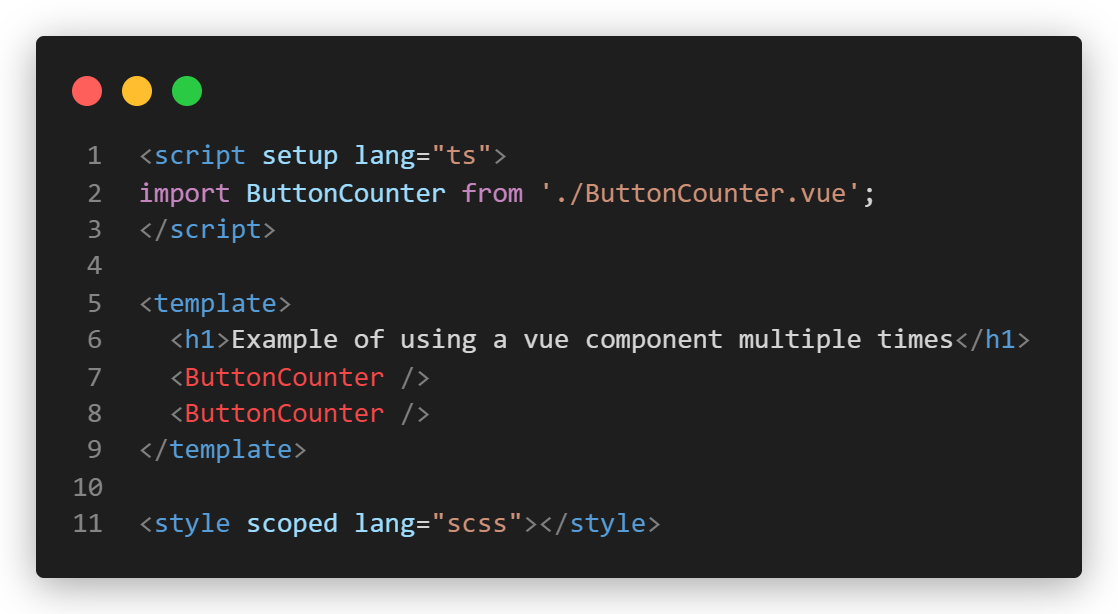 1 <script setup lang="ts">
2 import ButtonCounter from './ButtonCounter.vue';
3 </script>
4
5 <template>
6   <h1>Example of using a vue component multiple times</h1>
7   <ButtonCounter />
8   <ButtonCounter />
9 </template>
10
11 <style scoped lang="scss"></style>